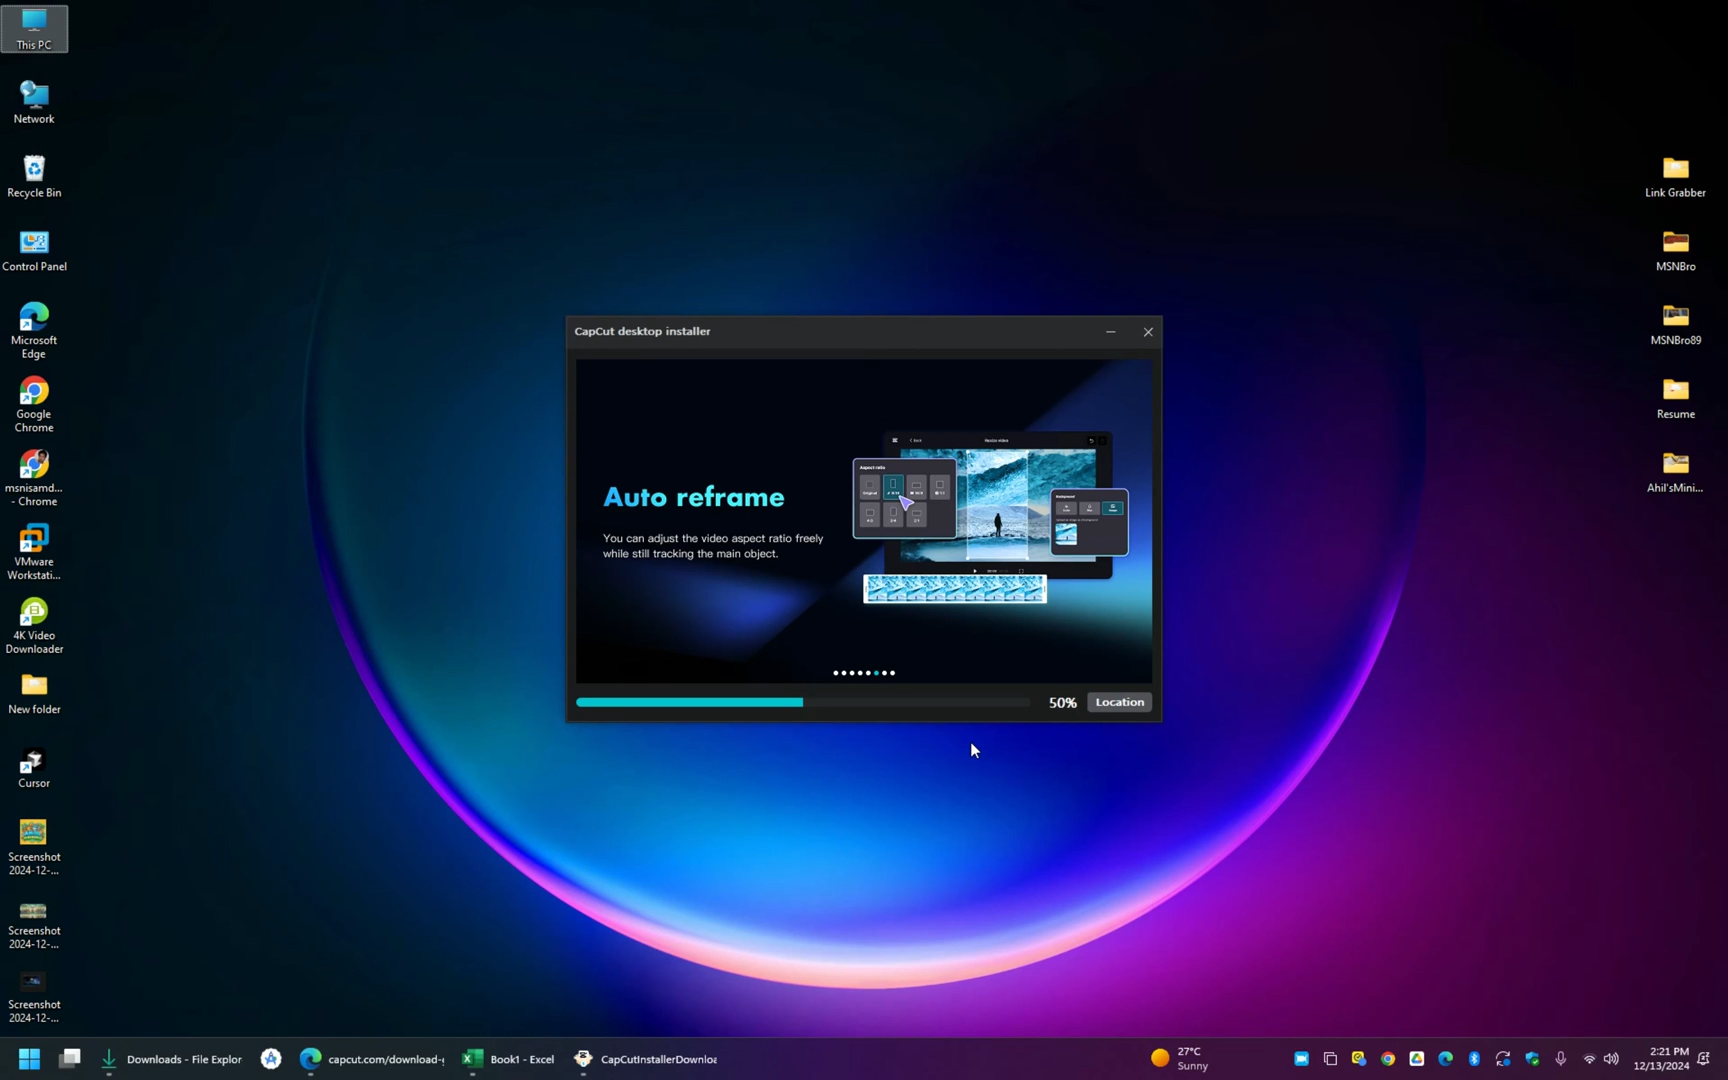 This PC
Network
Recycle Bin
Control Panel
Microsoft
Edge
Google
Chrome
msnisamd...
- Chrome
VMware
Workstati...
4K Video
Downloader
New folder
Cursor
Screenshot
2024-12-...
Screenshot
2024-12-...
Screenshot
2024-12-...
CapCut desktop installer
Auto reframe
You can adjust the video aspect ratio freely
while still tracking the main object.
Aspect ratio
Original
Background
50%
Location
Link Grabber
MSNBro
MSNBro89
Resume
Ahil'sMini...
Downloads - File Explor
capcut.com/download-g
Book1 - Excel
CapCutInstallerDownloa
27°C
Sunny
2:21 PM
12/13/2024